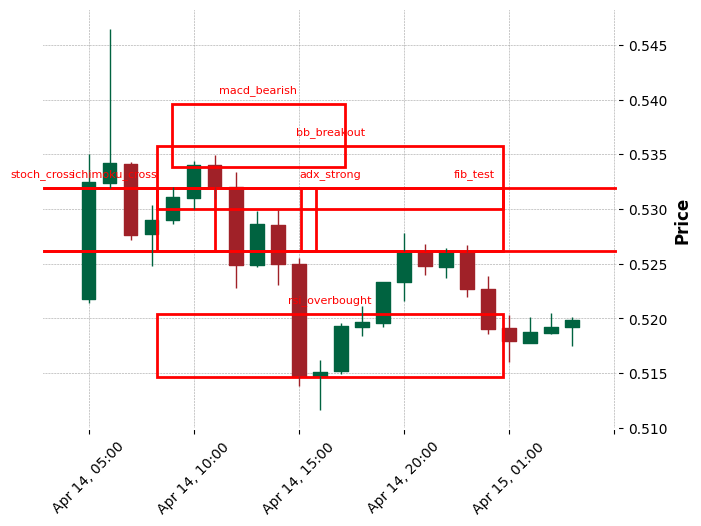 macd_bearish
bb_breakout
stoch_cross
adx_strong
fib_test
0.545
0.540
0.535
0.530
0.525
0.520
0.515
0.510
Price
Apr 14, 05:00
Apr 14, 10:00
Apr 14, 15:00
Apr 14, 20:00
Apr 15, 01:00